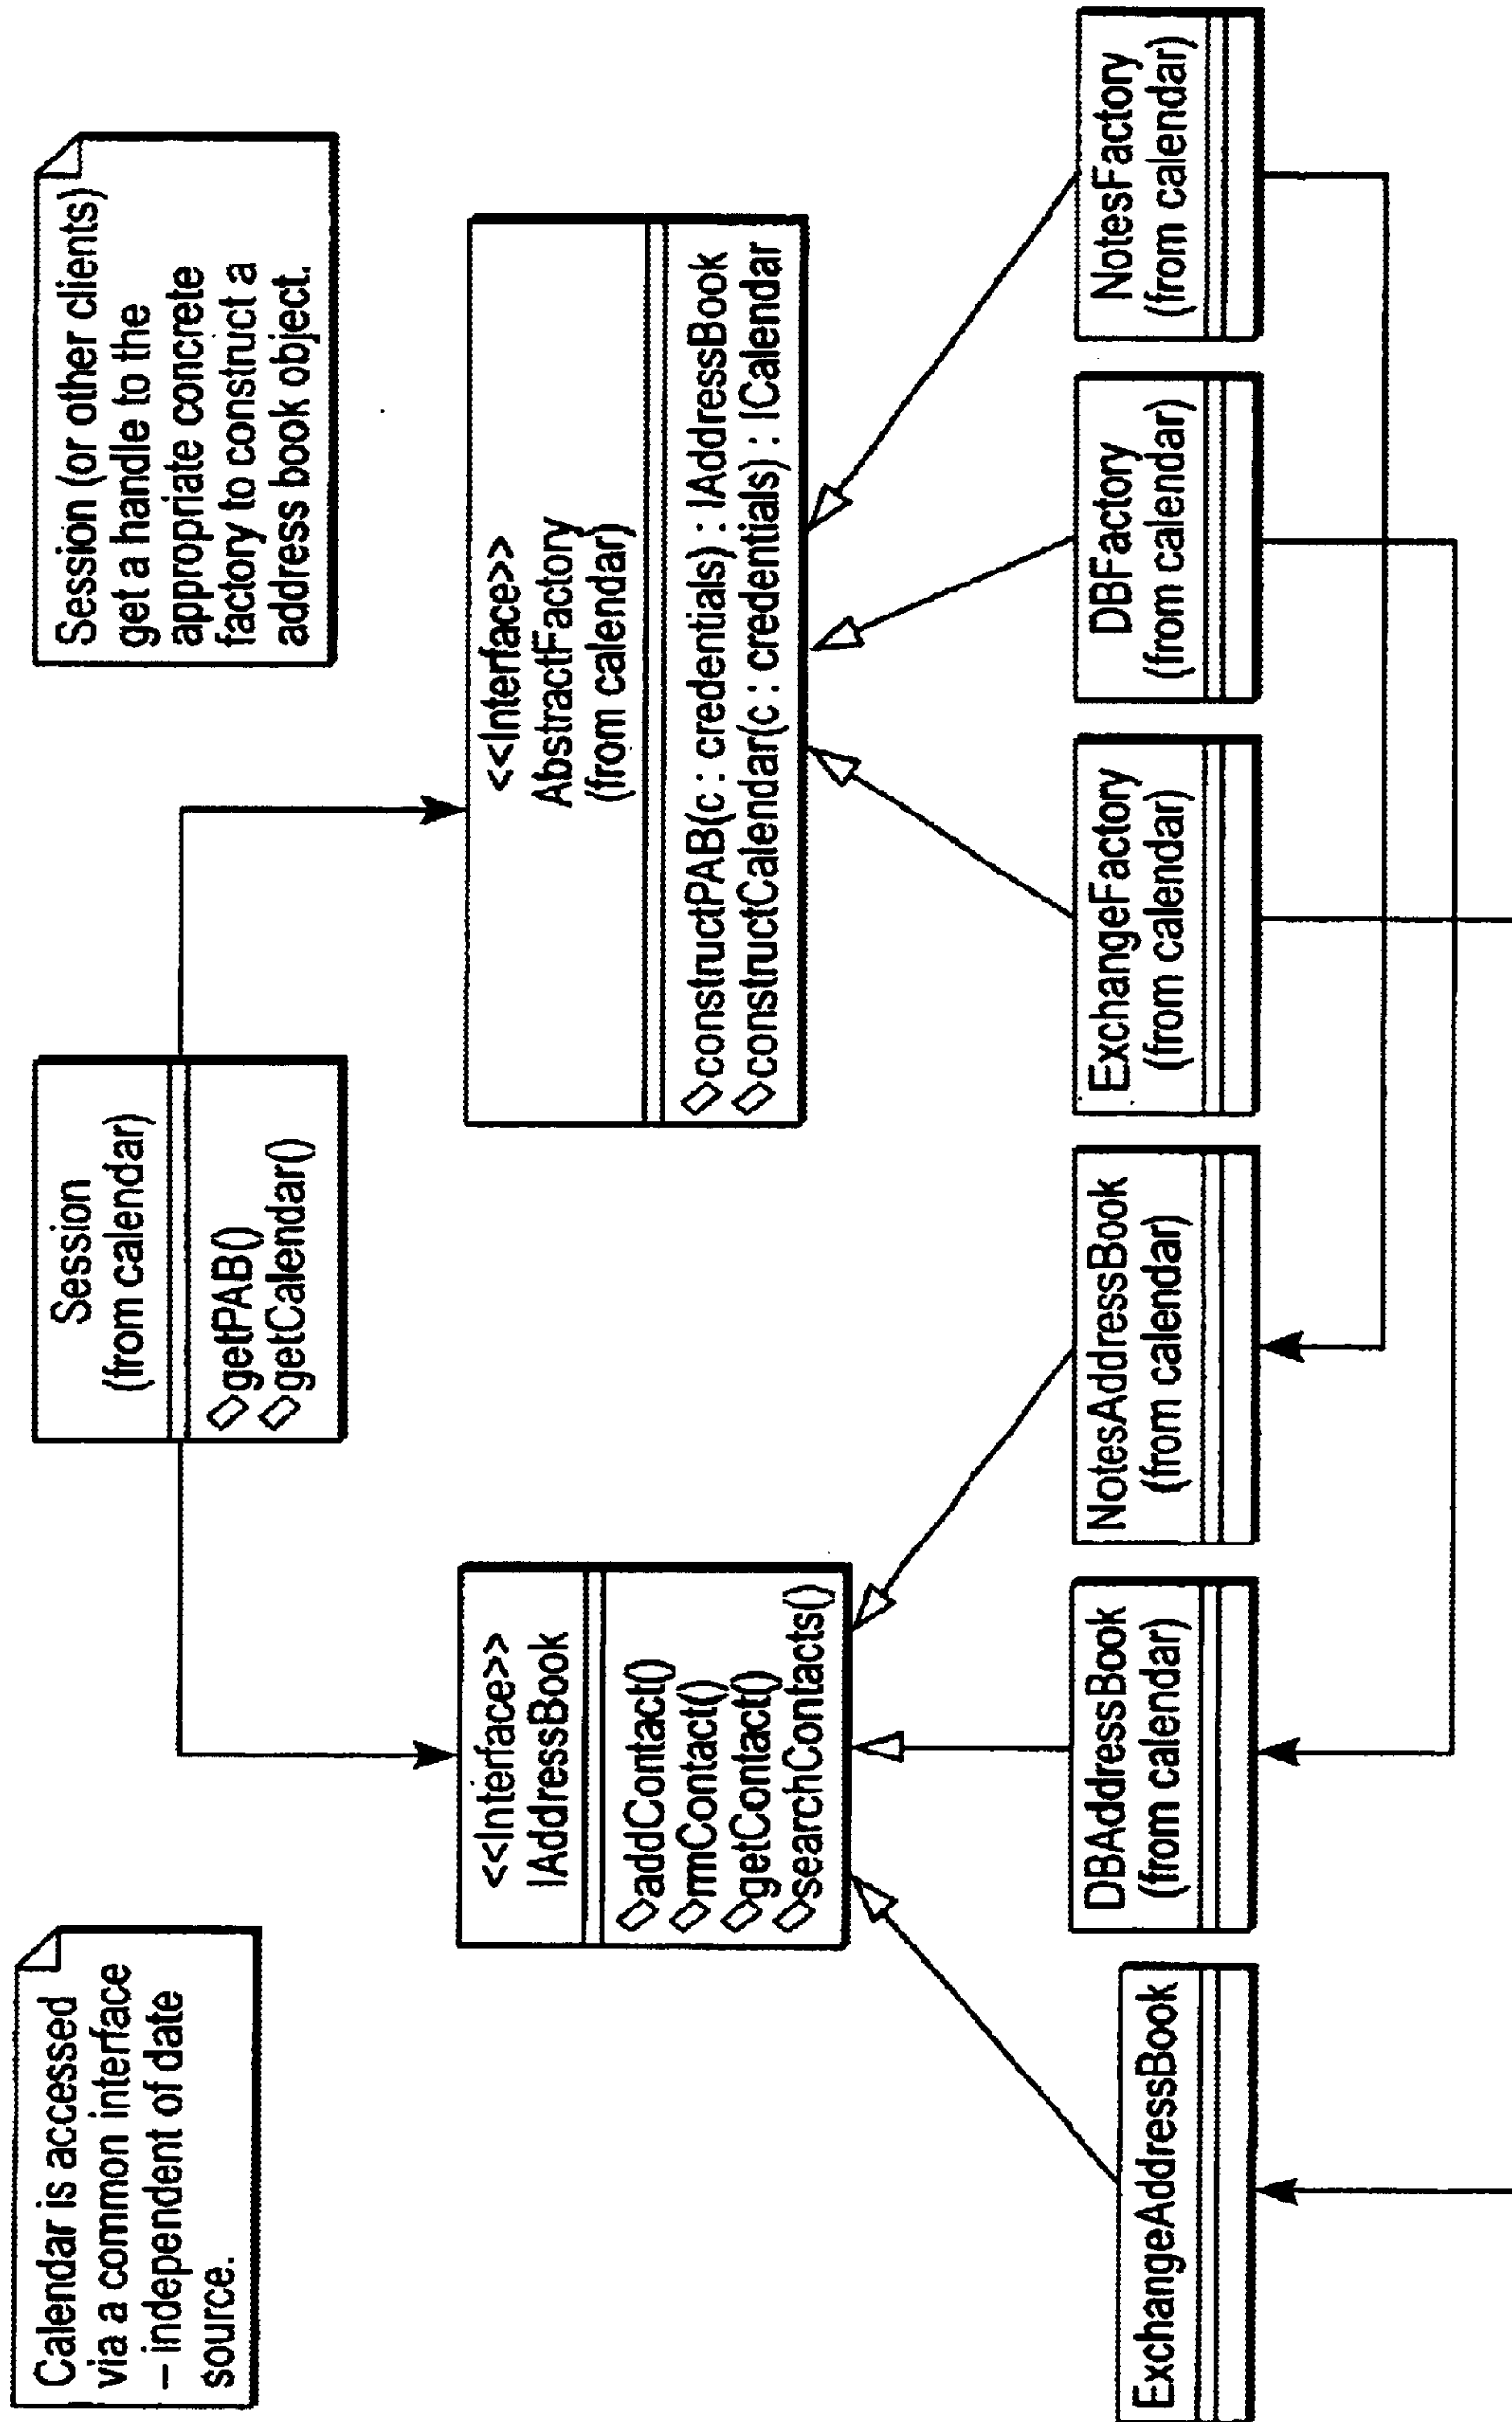 Calendar is accessed
via a common interface
– independent of date
source.
Session
(from calendar)
getPAB()
getCalendar()
Session (or other clients)
get a handle to the
appropriate concrete
factory to construct a
address book object.
<<Interface>>
IAddressBook
addContact()
rmContact()
getContact()
searchContacts()
<<Interface>>
AbstractFactory
(from calendar)
constructPAB(c : credentials) : IAddressBook
constructCalendar(c : credentials) : ICalendar
ExchangeAddressBook
DBAddressBook
(from calendar)
NotesAddressBook
(from calendar)
ExchangeFactory
(from calendar)
DBFactory
(from calendar)
NotesFactory
(from calendar)